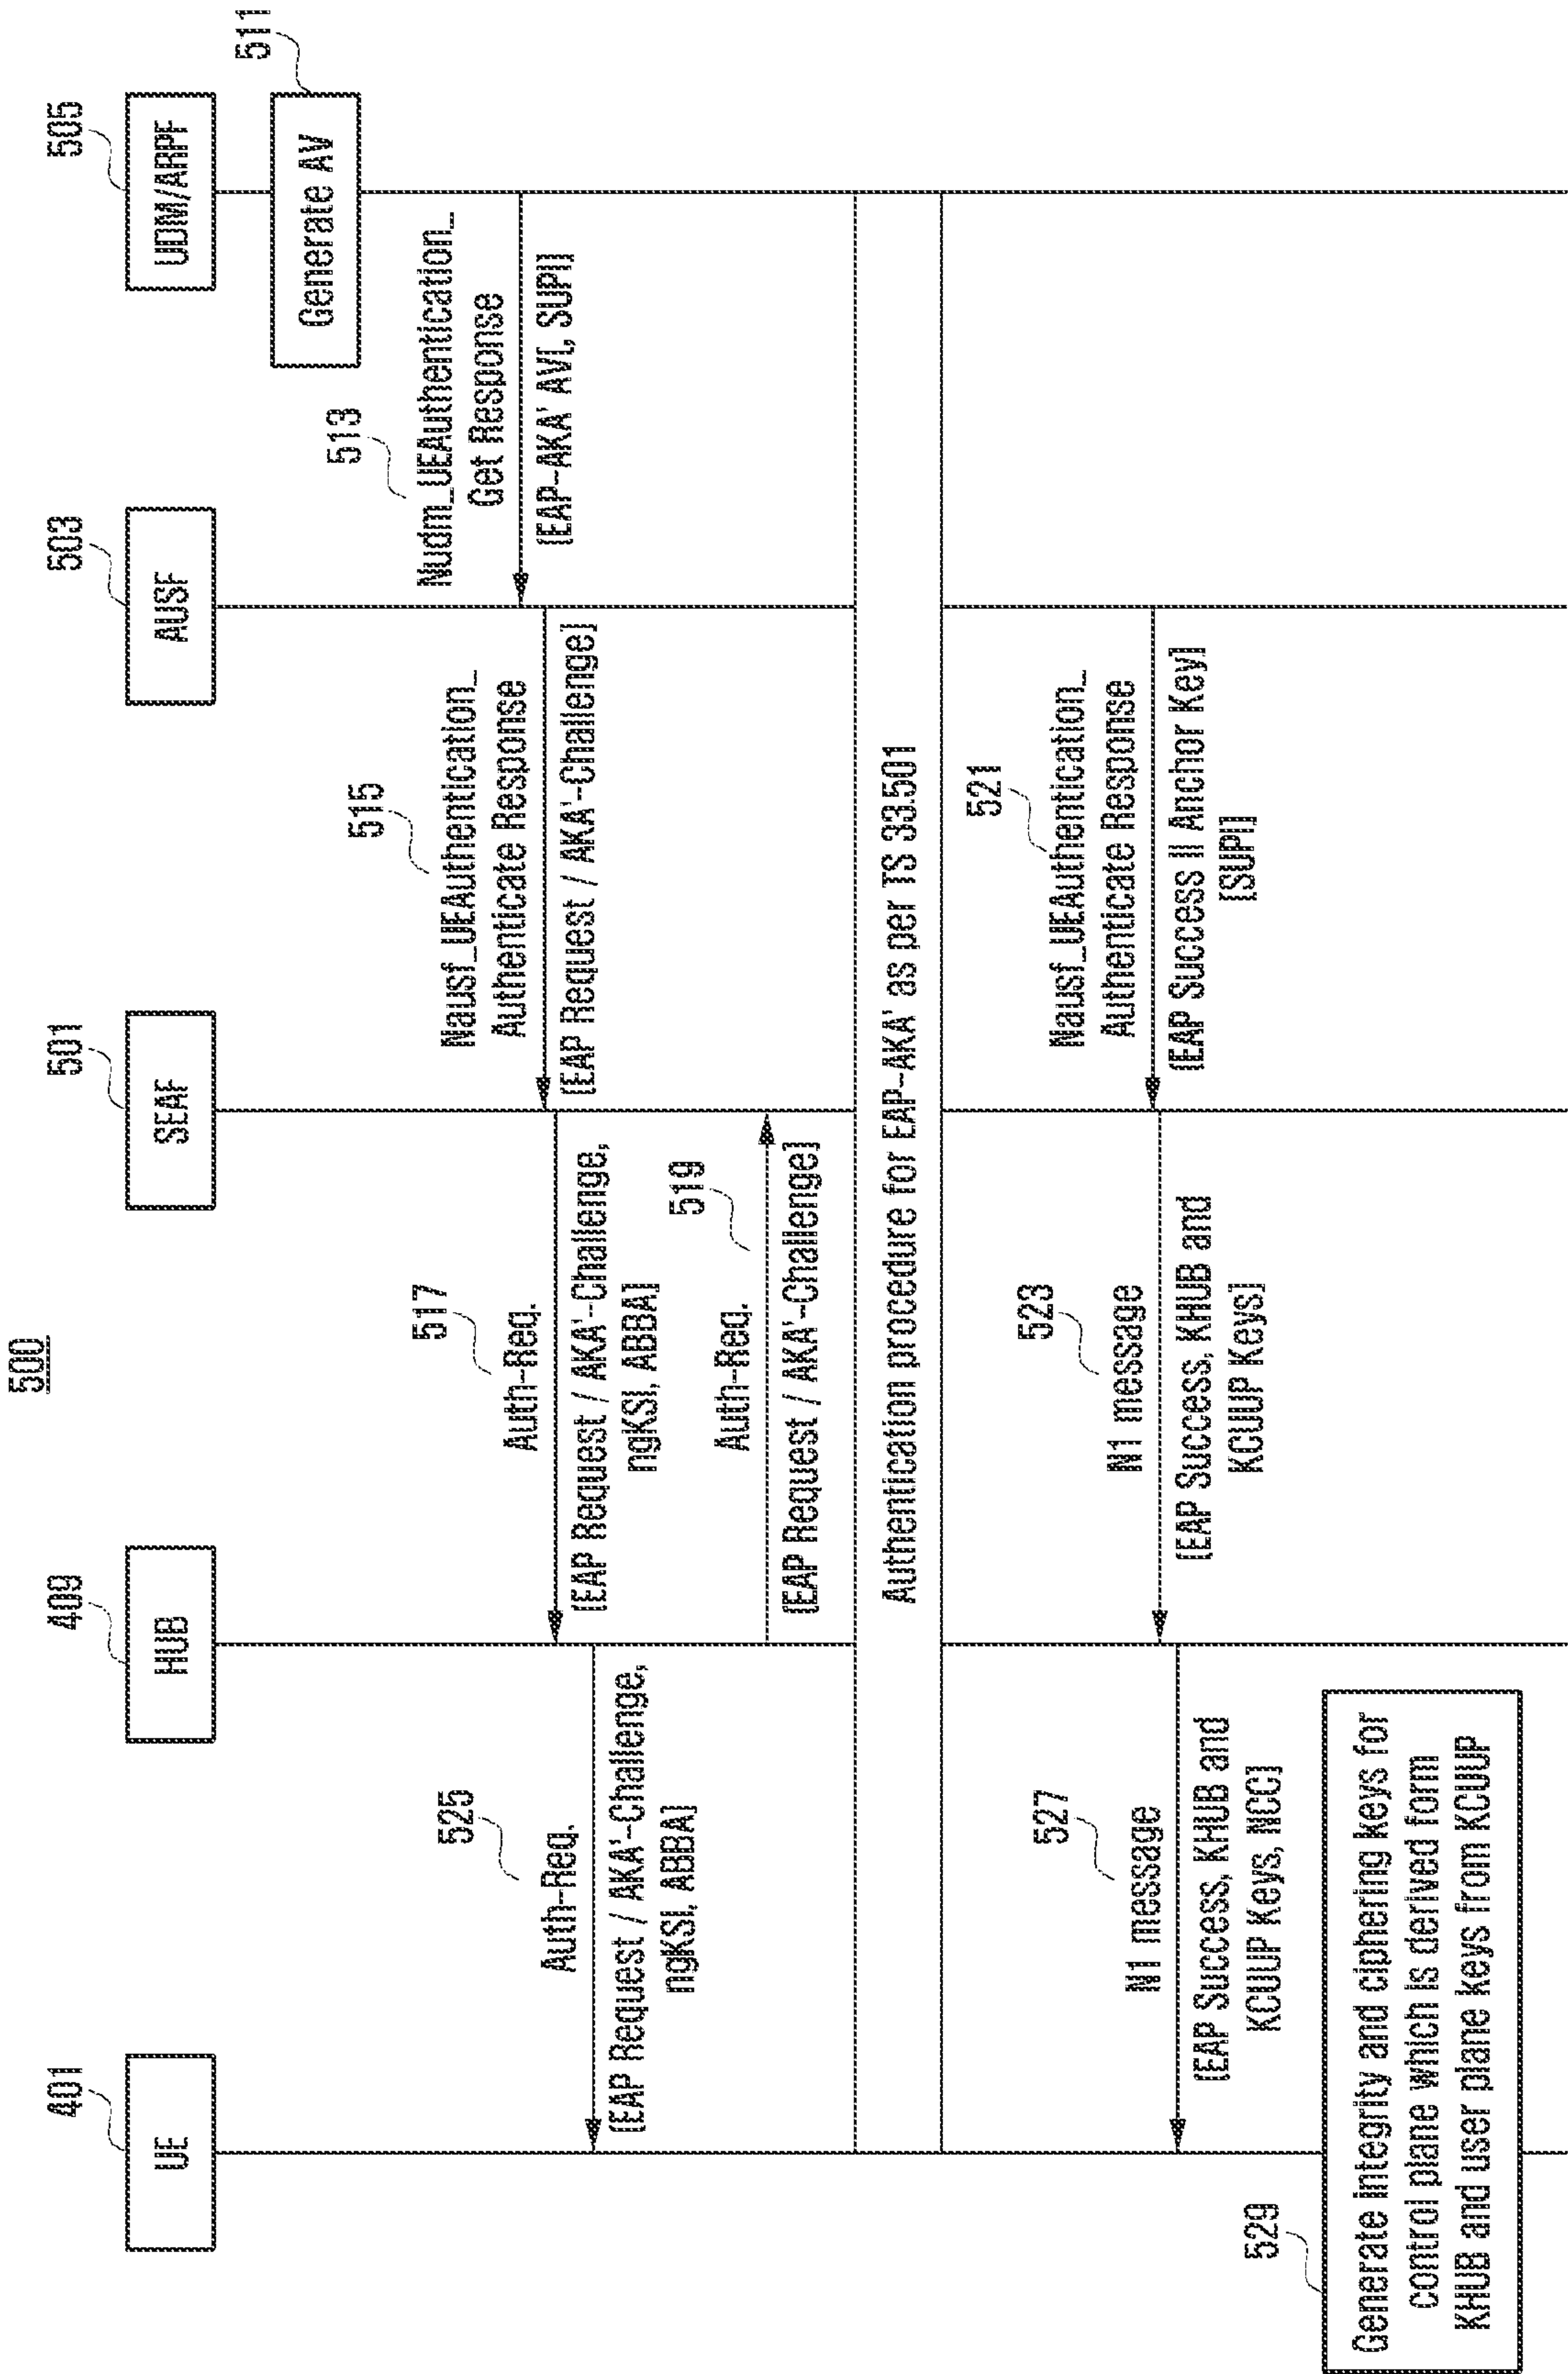 500
401
UE
409
HUB
501
SEAF
503
AUSF
505
UDM/ARPF
511
Generate AV
513
Nudm_UEAuthentication_
Get Response
[EAP-AKA' AV[, SUPI]
515
Nausf_UEAuthentication_
Authenticate Response
[EAP Request / AKA'-Challenge]
517
Auth-Req.
[EAP Request / AKA'-Challenge,
ngKSI, ABBA]
525
Auth-Req.
[EAP Request / AKA'-Challenge,
ngKSI, ABBA]
519
Auth-Req.
[EAP Request / AKA'-Challenge]
Authentication procedure for EAP-AKA' as per TS 33.501
521
Nausf_UEAuthentication_
Authenticate Response
[EAP Success II Anchor Key]
[SUPI]
523
N1 message
[EAP Success, KHUB and
KCUUP Keys]
527
N1 message
[EAP Success, KHUB and
KCUUP Keys, NCC]
529
Generate integrity and ciphering keys for
control plane which is derived form
KHUB and user plane keys from KCUUP